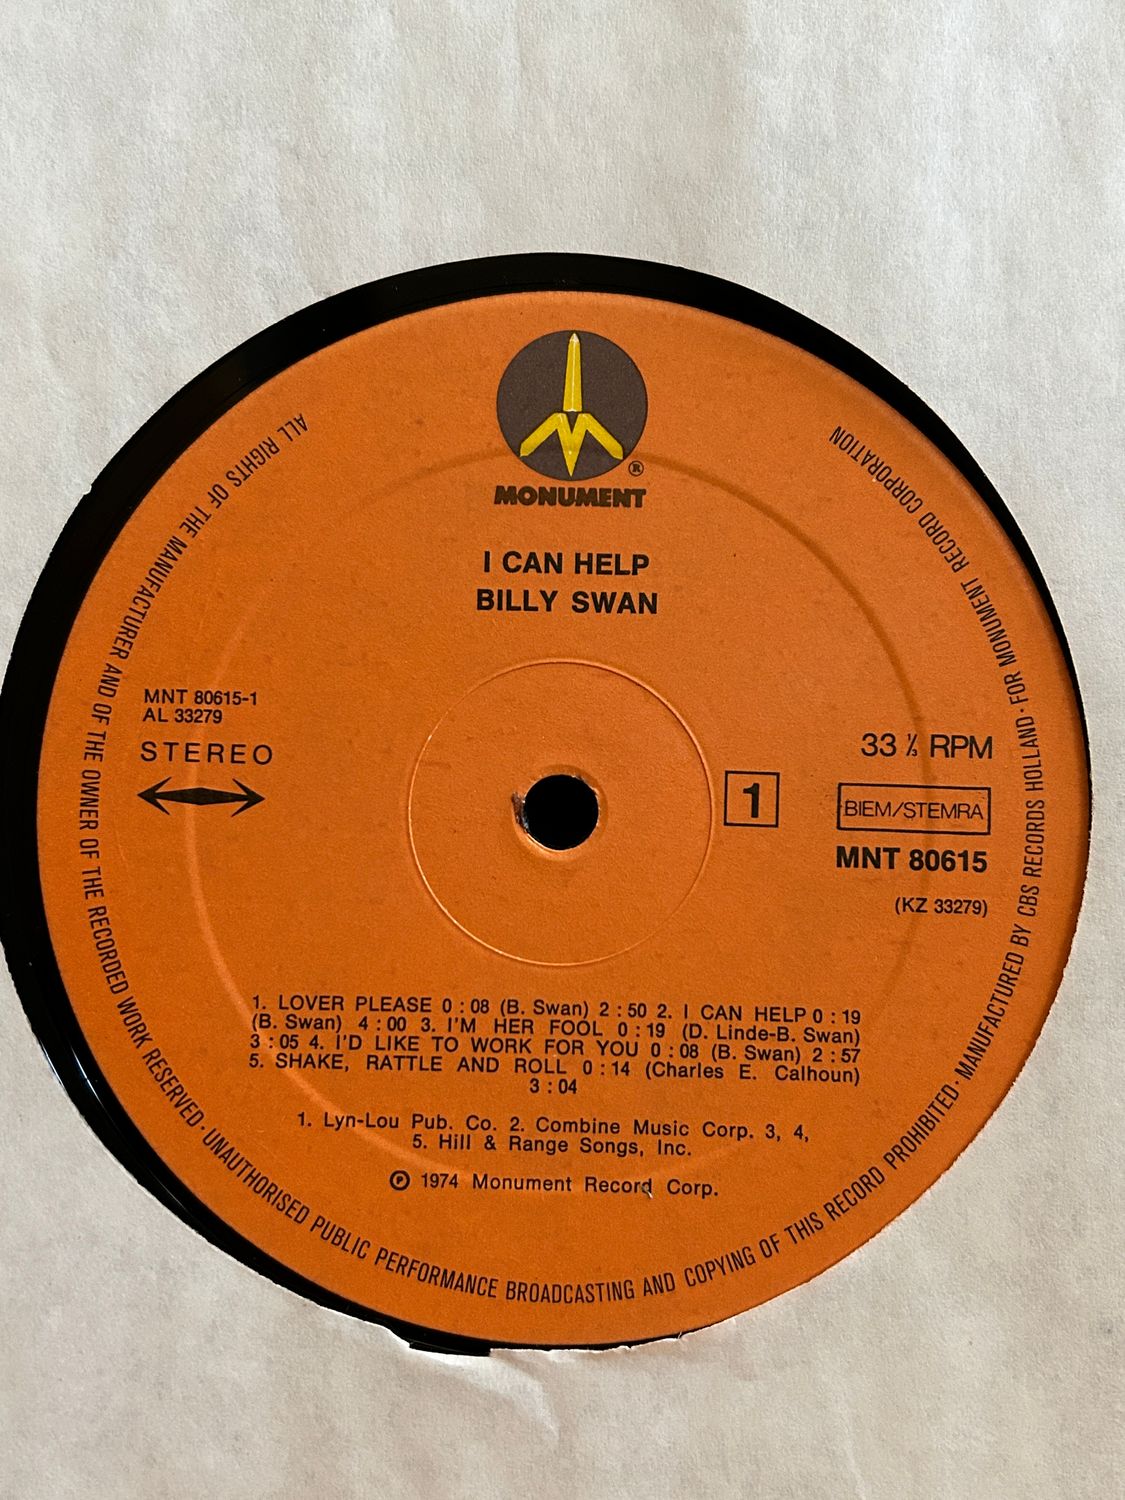 ®
MONUMENT
I CAN HELP
BILLY SWAN
MNT 80615-1
AL 33279
STEREO
33 ⅓ RPM
1
BIEM/STEMRA
MNT 80615
(KZ 33279)
1. LOVER PLEASE 0 : 08 (B. Swan) 2 : 50 2. I CAN HELP 0 : 19
(B. Swan) 4 : 00 3. I'M HER FOOL 0 : 19 (D. Linde-B. Swan)
3 : 05 4. I'D LIKE TO WORK FOR YOU 0 : 08 (B. Swan) 2 : 57
5. SHAKE, RATTLE AND ROLL 0 : 14 (Charles E. Calhoun)
3 : 04
1. Lyn-Lou Pub. Co. 2. Combine Music Corp. 3, 4,
5. Hill & Range Songs, Inc.
℗ 1974 Monument Record Corp.
ALL RIGHTS OF THE MANUFACTURER AND OF THE OWNER OF THE RECORDED WORK RESERVED · UNAUTHORISED PUBLIC PERFORMANCE BROADCASTING AND COPYING OF THIS RECORD PROHIBITED · MANUFACTURED BY CBS RECORDS HOLLAND · FOR MONUMENT RECORD CORPORATION